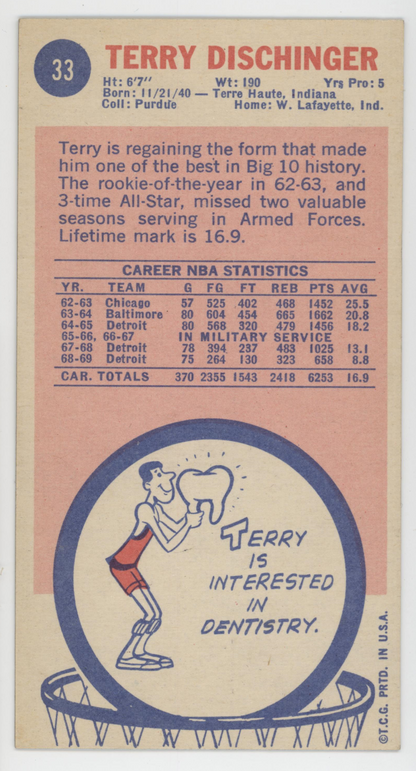 33
TERRY DISCHINGER
Ht: 6'7" Wt: 190 Yrs Pro: 5
Born: 11/21/40 — Terre Haute, Indiana
Coll: Purdue Home: W. Lafayette, Ind.
Terry is regaining the form that made
him one of the best in Big 10 history.
The rookie-of-the-year in 62-63, and
3-time All-Star, missed two valuable
seasons serving in Armed Forces.
Lifetime mark is 16.9.
CAREER NBA STATISTICS
YR. TEAM G FG FT REB PTS AVG
62-63 Chicago 57 525 402 468 1452 25.5
63-64 Baltimore 80 604 454 665 1662 20.8
64-65 Detroit 80 568 320 479 1456 18.2
65-66, 66-67 IN MILITARY SERVICE
67-68 Detroit 78 394 237 483 1025 13.1
68-69 Detroit 75 264 130 323 658 8.8
CAR. TOTALS 370 2355 1543 2418 6253 16.9
TERRY
IS
INTERESTED
IN
DENTISTRY.
©T.C.G. PRTD. IN U.S.A.